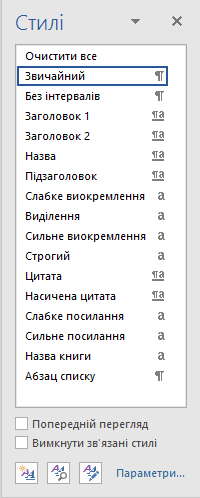 Стилі
Очистити все
Звичайний ¶
Без інтервалів ¶
Заголовок 1 ¶a
Заголовок 2 ¶a
Назва ¶a
Підзаголовок ¶a
Слабке виокремлення a
Виділення a
Сильне виокремлення a
Строгий a
Цитата ¶a
Насичена цитата ¶a
Слабке посилання a
Сильне посилання a
Назва книги a
Абзац списку ¶
Попередній перегляд
Вимкнути зв'язані стилі
Параметри...